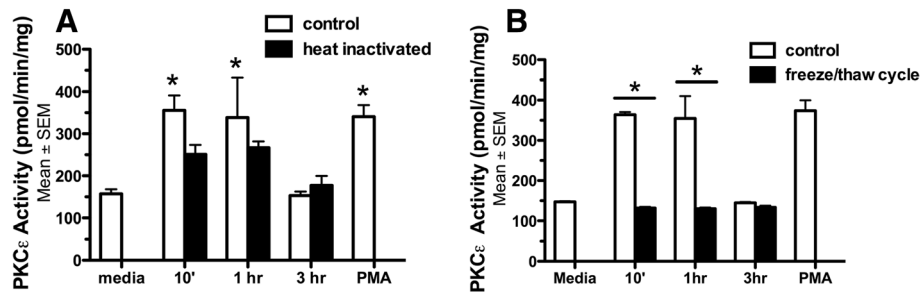 A
control
heat inactivated
PKCε Activity (pmol/min/mg)
Mean ± SEM
500
400
300
200
100
0
*
*
*
media 10' 1 hr 3 hr PMA
B
control
freeze/thaw cycle
PKCε Activity (pmol/min/mg)
Mean ± SEM
500
400
300
200
100
0
*
*
Media 10' 1hr 3hr PMA